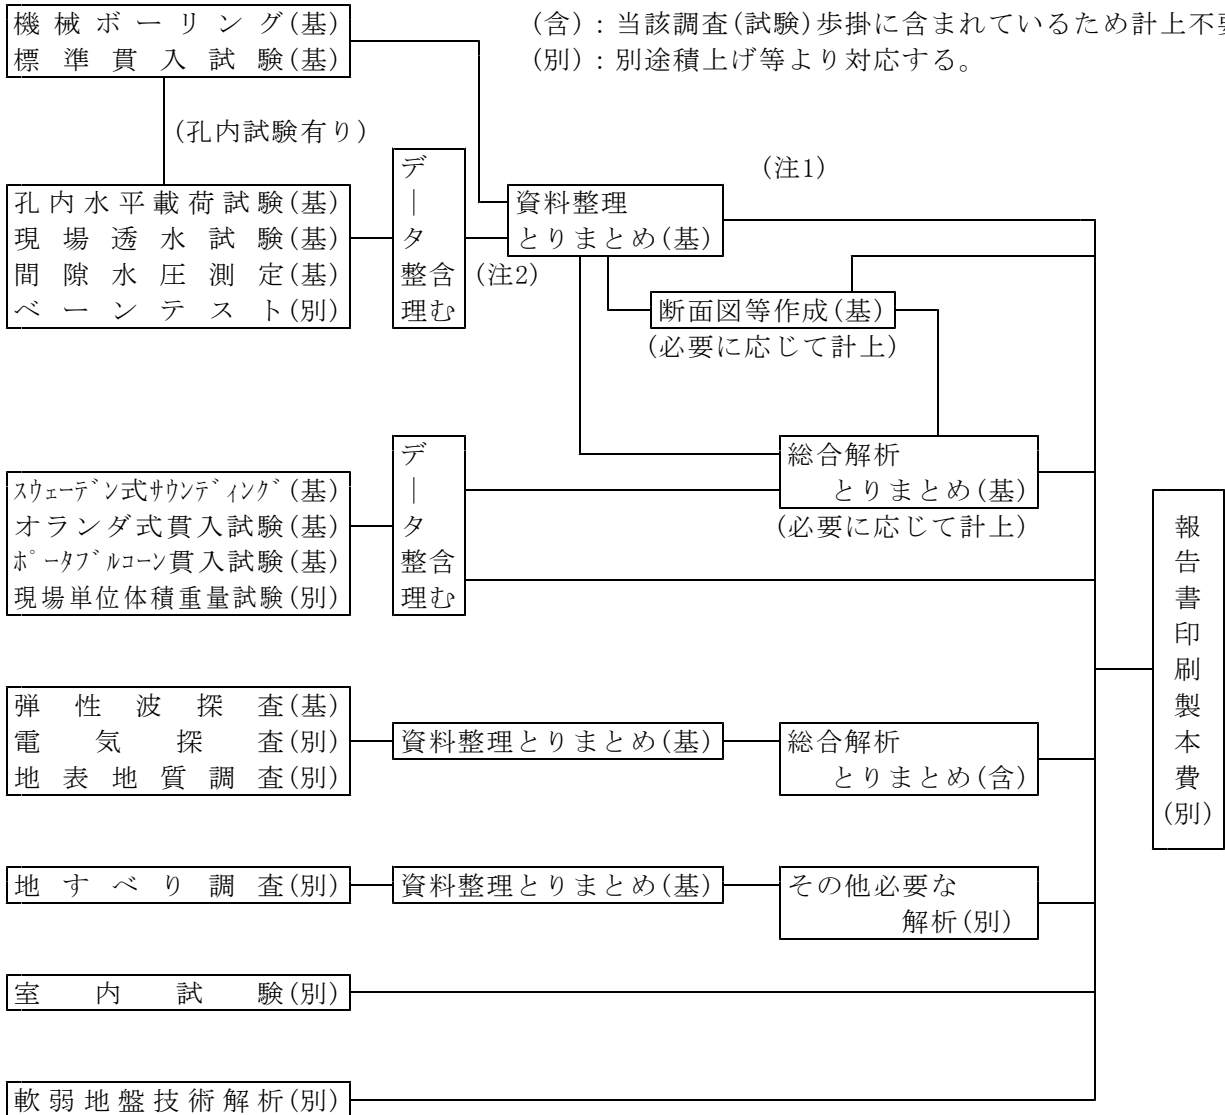 機械ボーリング(基)
標準貫入試験(基)
(含)：当該調査(試験)歩掛に含まれているため計上不要
(別)：別途積上げ等より対応する。
(孔内試験有り)
孔内水平載荷試験(基)
現場透水試験(基)
間隙水圧測定(基)
ベーンテスト(別)
データ整理
含む
(注2)
(注1)
資料整理
とりまとめ(基)
断面図等作成(基)
(必要に応じて計上)
スウェーデン式サウンディング(基)
オランダ式貫入試験(基)
ポータブルコーン貫入試験(基)
現場単位体積重量試験(別)
データ整理
含む
総合解析
とりまとめ(基)
(必要に応じて計上)
弾性波探査(基)
電気探査(別)
地表地質調査(別)
資料整理とりまとめ(基)
総合解析
とりまとめ(含)
地すべり調査(別)
資料整理とりまとめ(基)
その他必要な
解析(別)
室内試験(別)
軟弱地盤技術解析(別)
報告書印刷製本費(別)